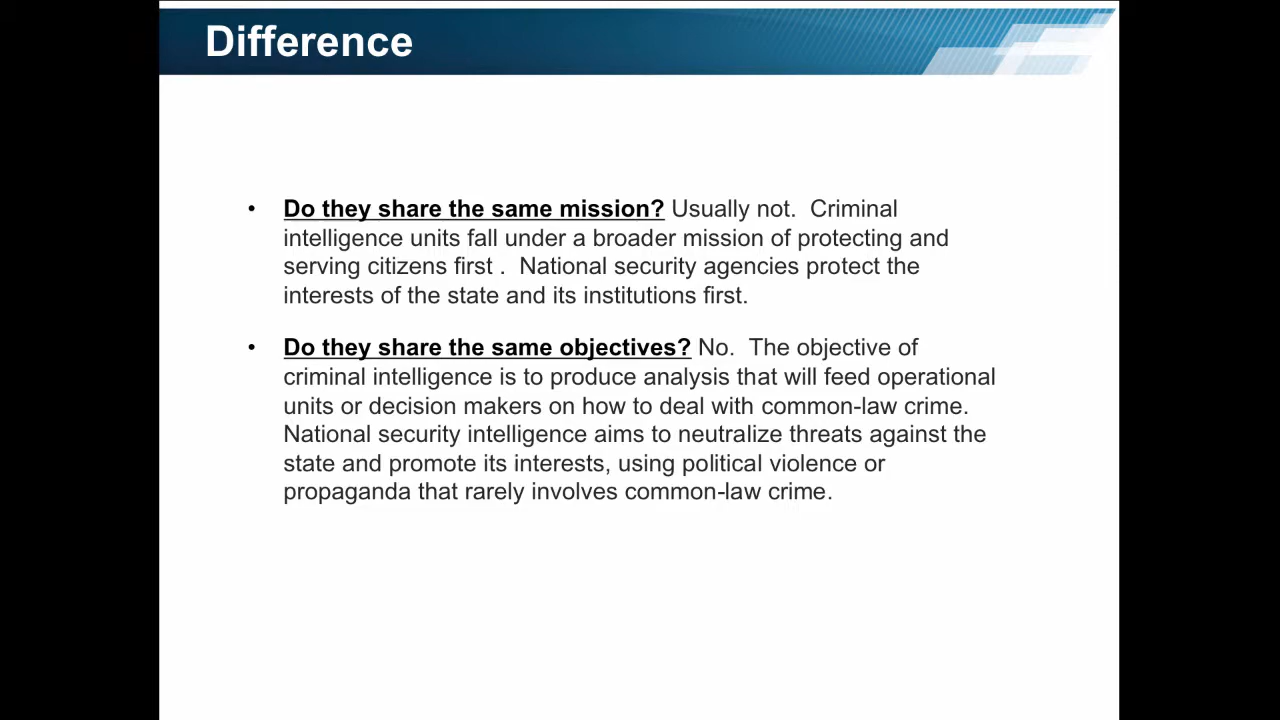 Difference
• Do they share the same mission? Usually not.  Criminal
intelligence units fall under a broader mission of protecting and
serving citizens first .  National security agencies protect the
interests of the state and its institutions first.
• Do they share the same objectives? No.  The objective of
criminal intelligence is to produce analysis that will feed operational
units or decision makers on how to deal with common-law crime.
National security intelligence aims to neutralize threats against the
state and promote its interests, using political violence or
propaganda that rarely involves common-law crime.